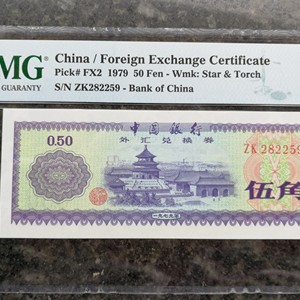 MG
GUARANTY
China / Foreign Exchange Certificate
Pick# FX2 1979 50 Fen - Wmk: Star & Torch
S/N ZK282259 - Bank of China
中国银行
外汇兑换券
0.50
ZK 282259
伍角
一九七九年